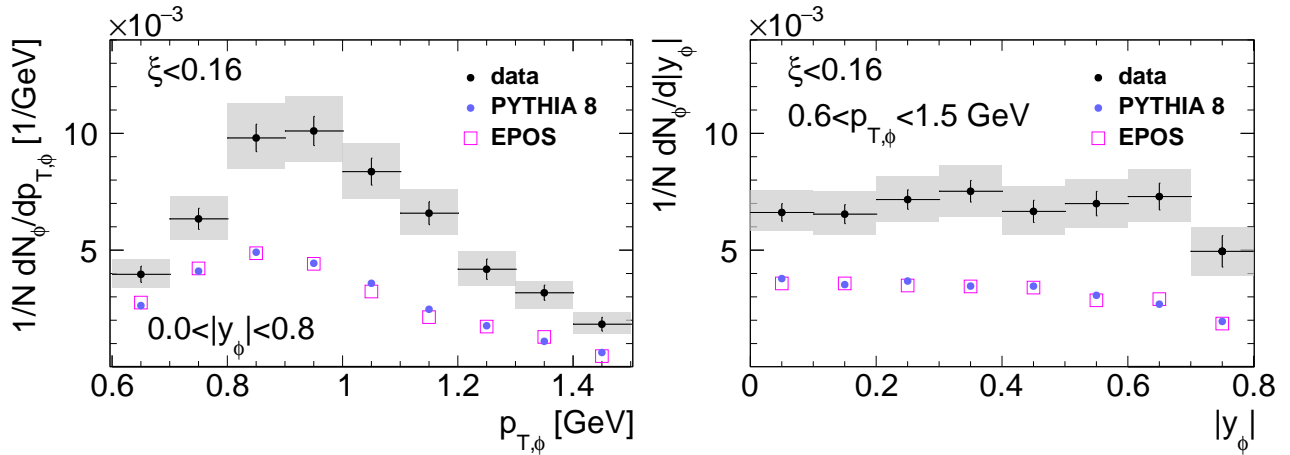 ×10⁻³
1/N dN_ϕ/dp_{T,ϕ} [1/GeV]
ξ<0.16
data
PYTHIA 8
EPOS
10
5
0.0<|y_ϕ|<0.8
0.6 0.8 1 1.2 1.4
p_{T,ϕ} [GeV]
×10⁻³
1/N dN_ϕ/d|y_ϕ|
ξ<0.16
0.6<p_{T,ϕ}<1.5 GeV
data
PYTHIA 8
EPOS
10
5
0 0.2 0.4 0.6 0.8
|y_ϕ|